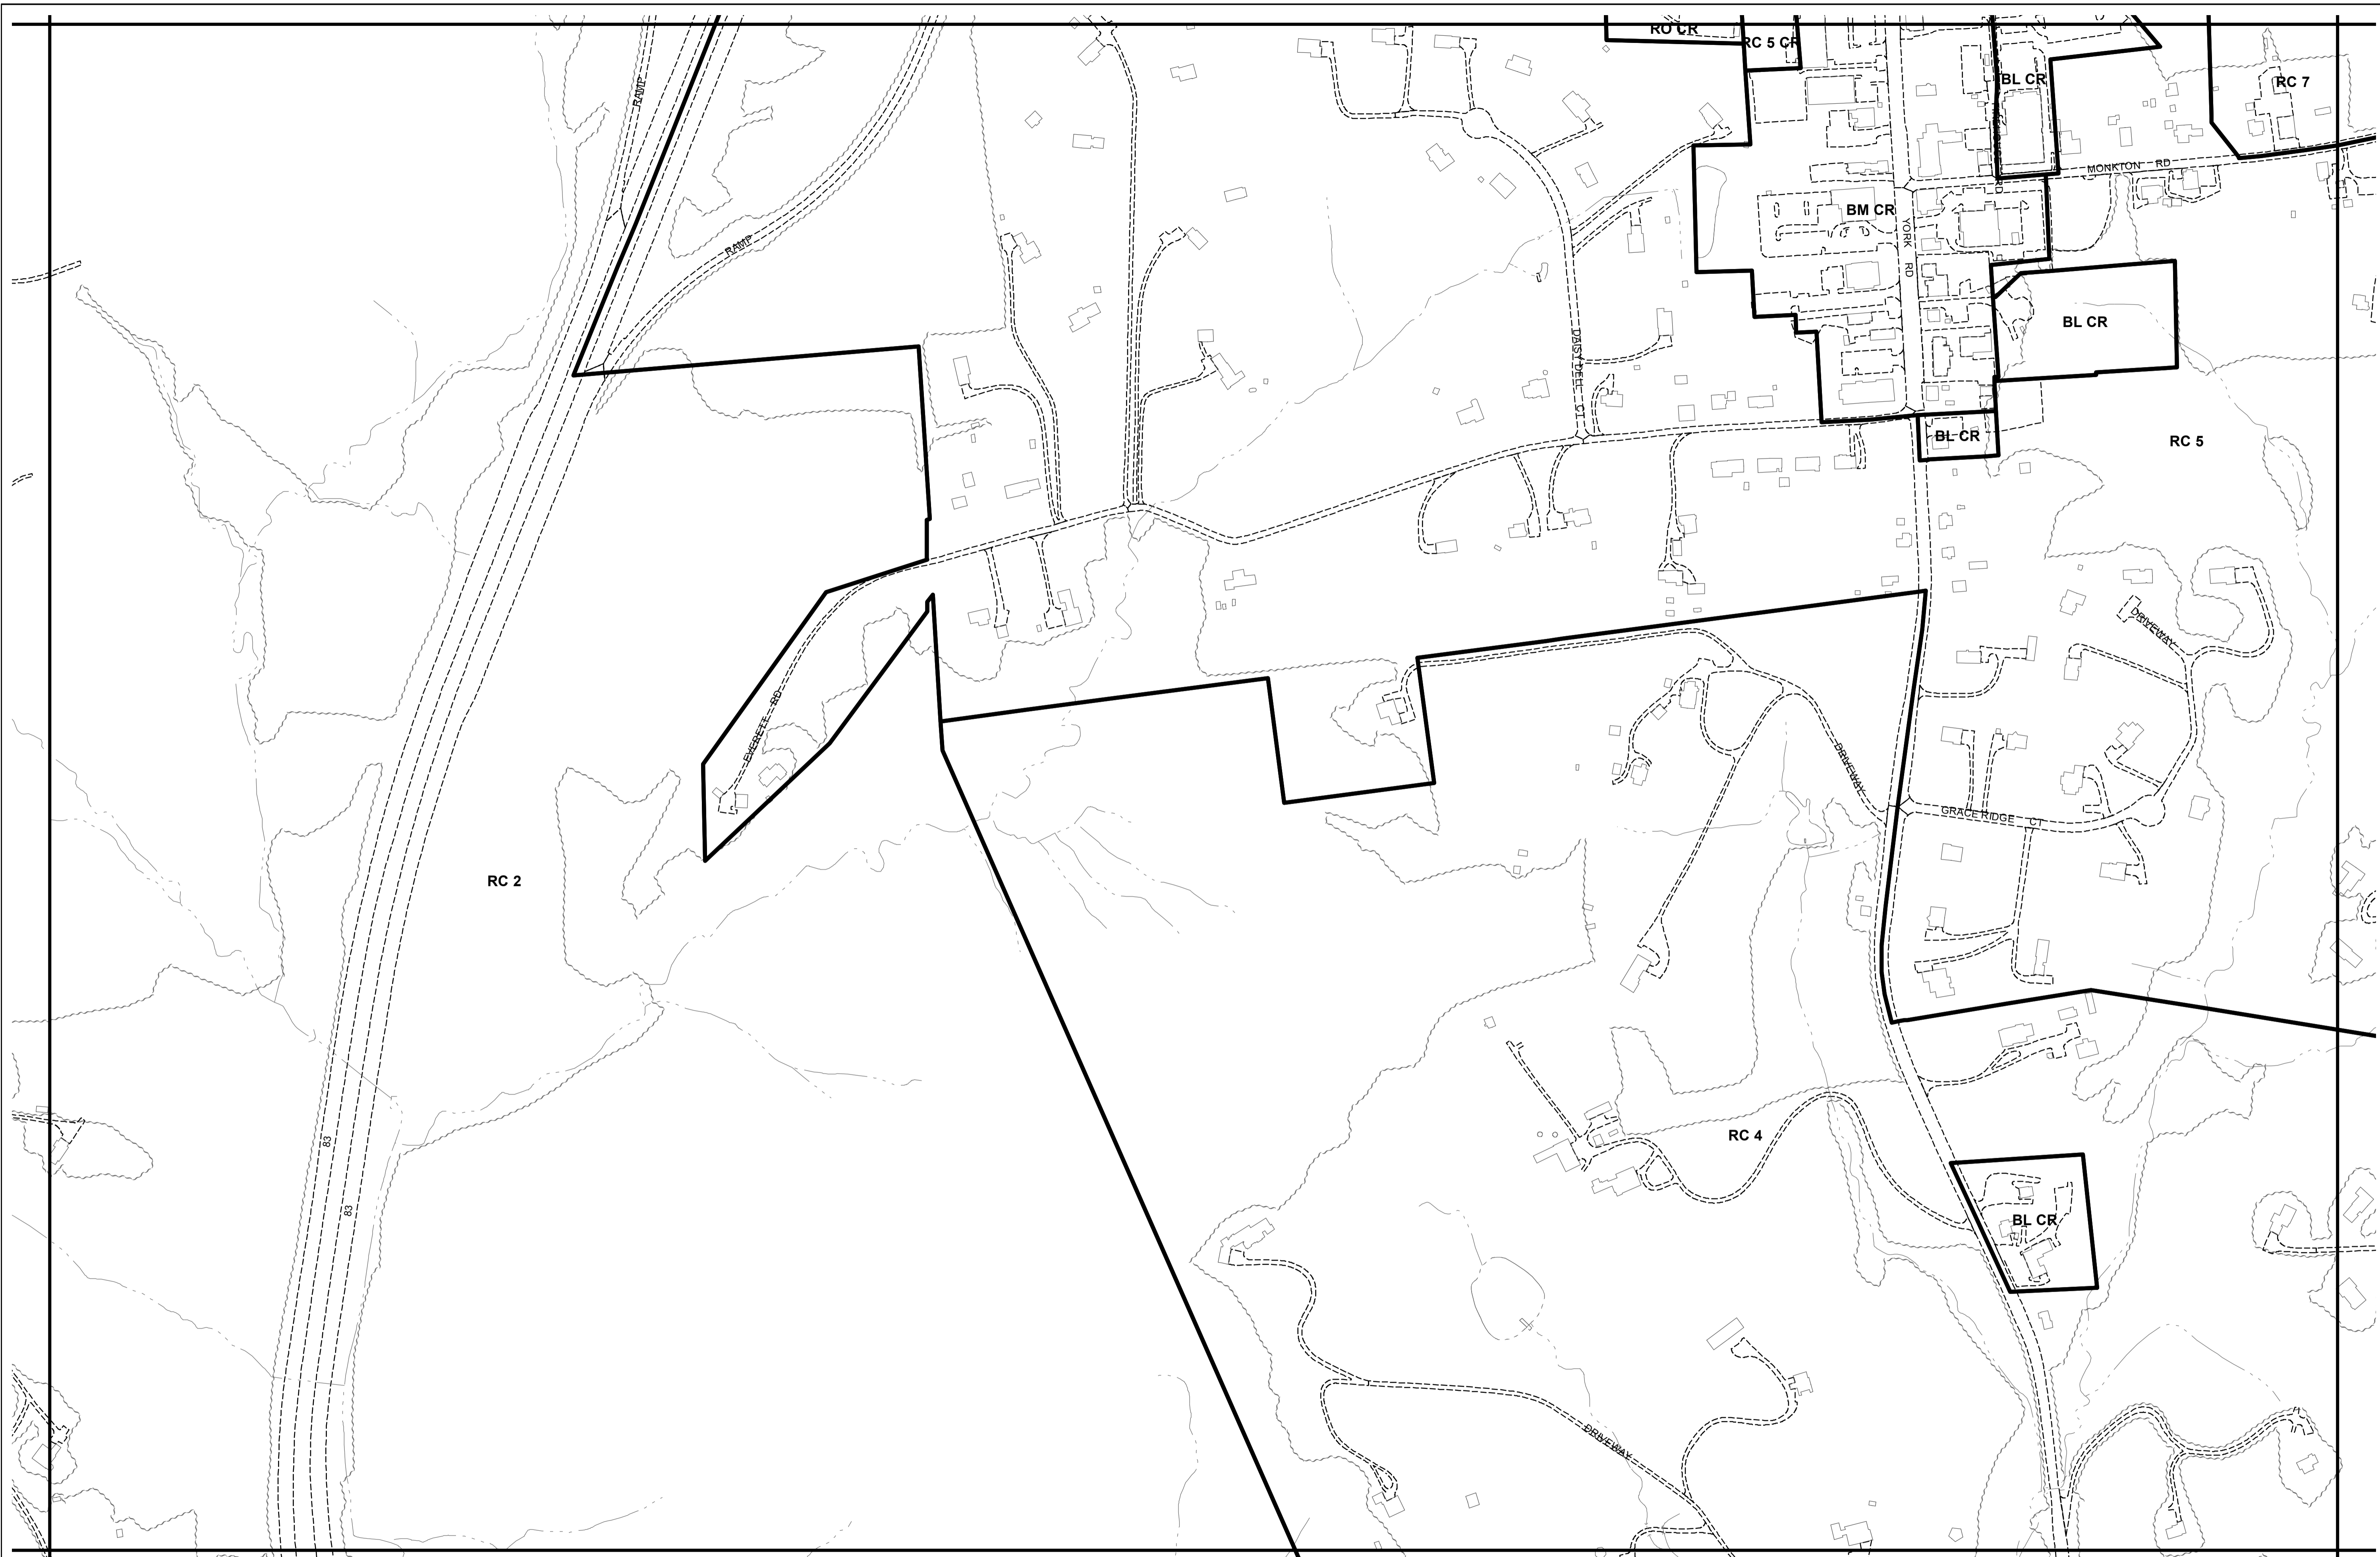 RO CR
RC 5 CR
BL CR
RC 7
RAMP
MONKTON RD
RAMP
BM CR
YORK RD
BL CR
DAISY DELL CT
BL CR
RC 5
DRIVEWAY
EVERETT RD
DRIVEWAY
GRACE RIDGE CT
RC 2
RC 4
83
83
BL CR
DRIVEWAY